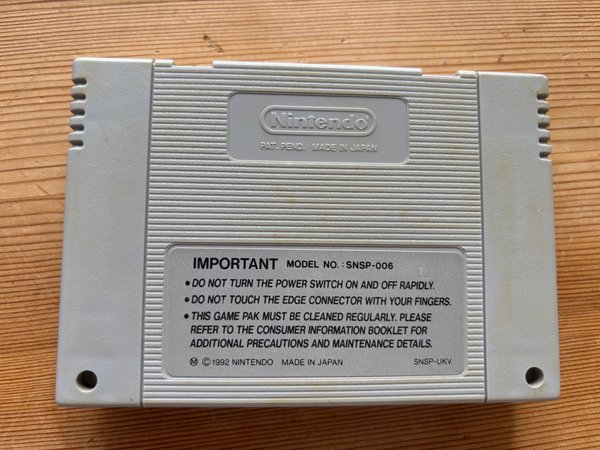 Nintendo
PAT. PEND. MADE IN JAPAN
IMPORTANT MODEL NO. : SNSP-006
• DO NOT TURN THE POWER SWITCH ON AND OFF RAPIDLY.
• DO NOT TOUCH THE EDGE CONNECTOR WITH YOUR FINGERS.
• THIS GAME PAK MUST BE CLEANED REGULARLY. PLEASE
REFER TO THE CONSUMER INFORMATION BOOKLET FOR
ADDITIONAL PRECAUTIONS AND MAINTENANCE DETAILS.
Ⓜ ©1992 NINTENDO MADE IN JAPAN SNSP-UKV